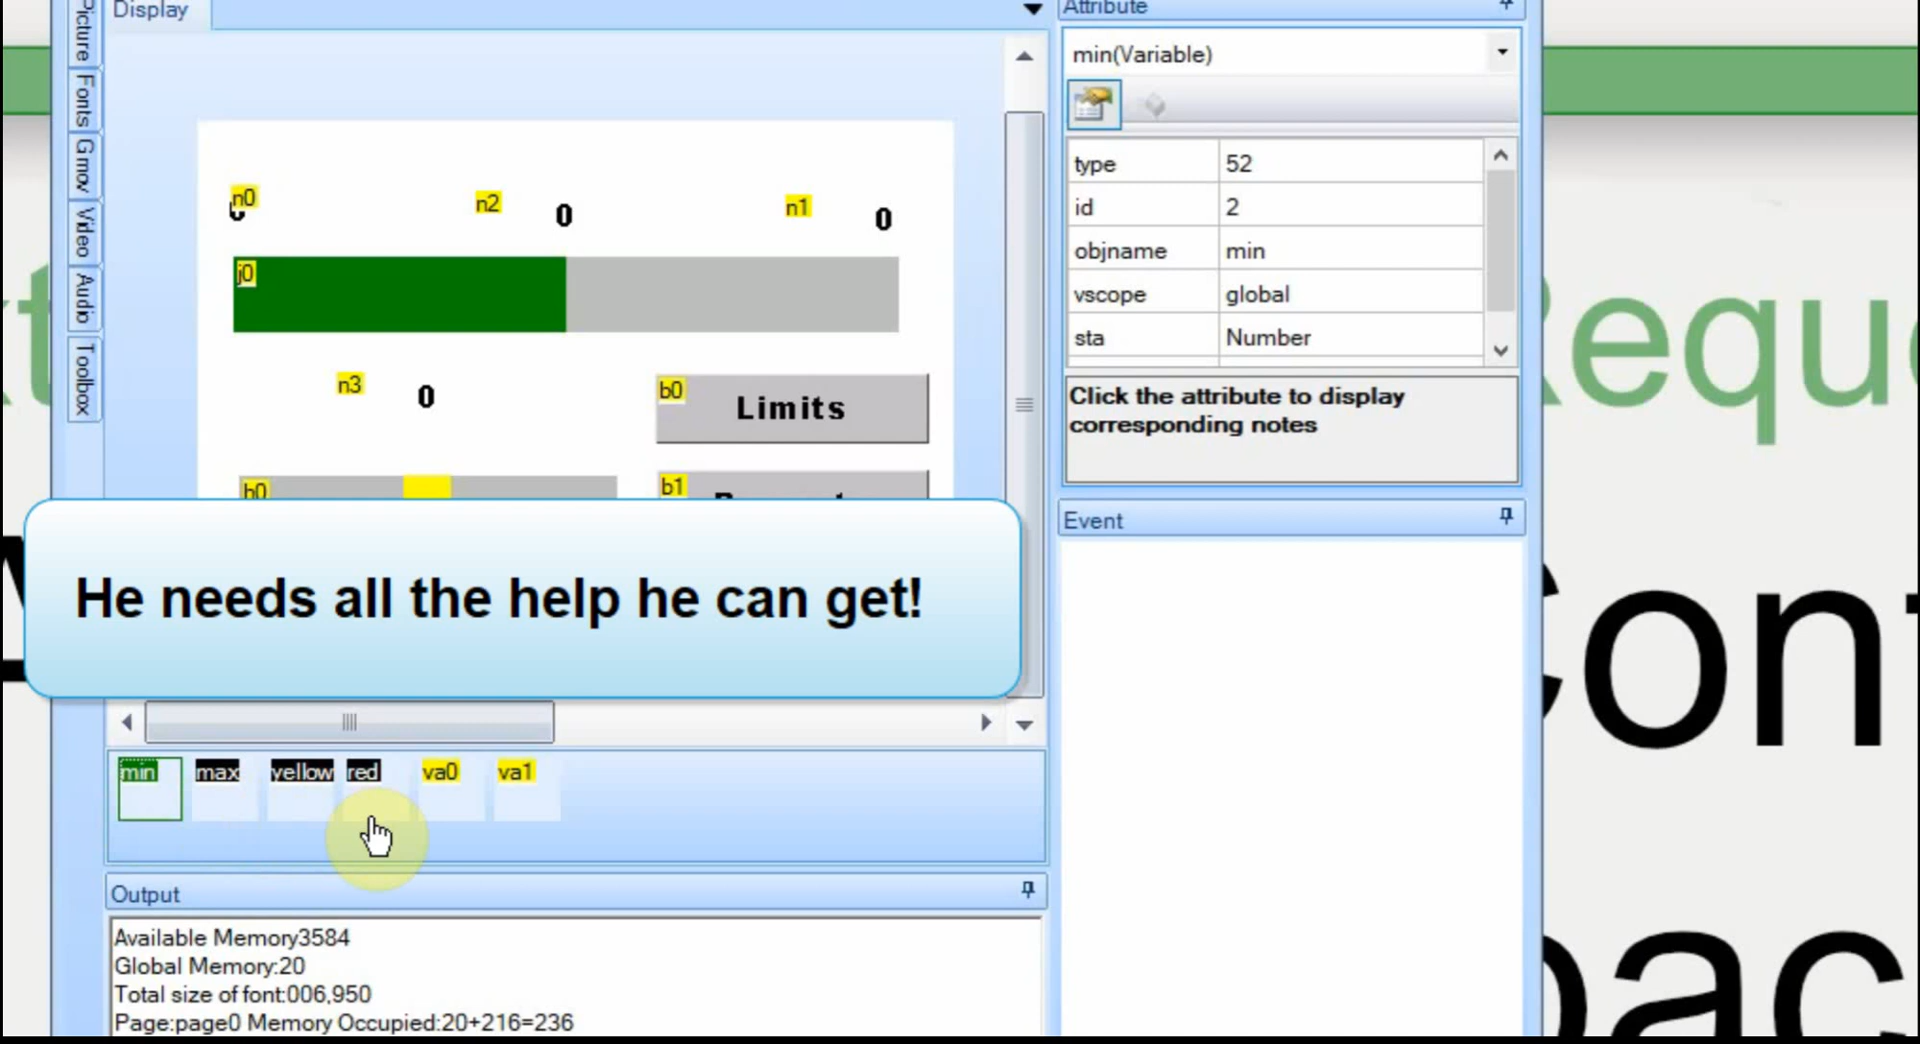 Display
Attribute
Picture
Fonts
Gmov
Video
Audio
Toolbox
min(Variable)
type 52
id 2
objname min
vscope global
sta Number
Click the attribute to display
corresponding notes
Event
n0
n2 0
n1 0
j0
n3 0
b0 Limits
h0
b1
He needs all the help he can get!
min max yellow red va0 va1
Output
Available Memory3584
Global Memory:20
Total size of font:006,950
Page:page0 Memory Occupied:20+216=236